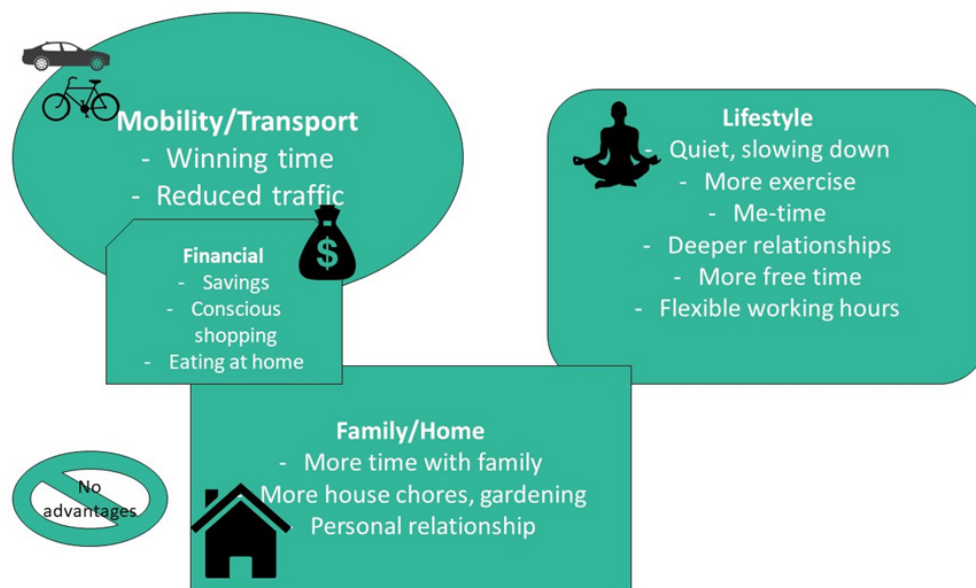 Mobility/Transport
- Winning time
- Reduced traffic
$
Financial
- Savings
- Conscious
shopping
- Eating at home
Lifestyle
- Quiet, slowing down
- More exercise
- Me-time
- Deeper relationships
- More free time
- Flexible working hours
Family/Home
- More time with family
More house chores, gardening
Personal relationship
No
advantages